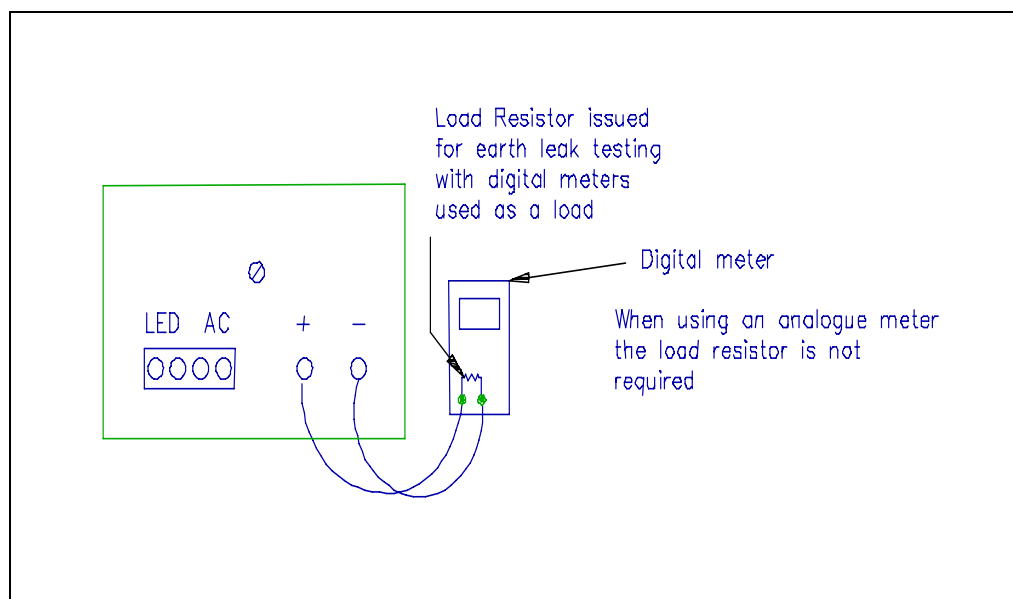 Load Resistor issued
for earth leak testing
with digital meters
used as a load
Digital meter
When using an analogue meter
the load resistor is not
required
LED AC + -